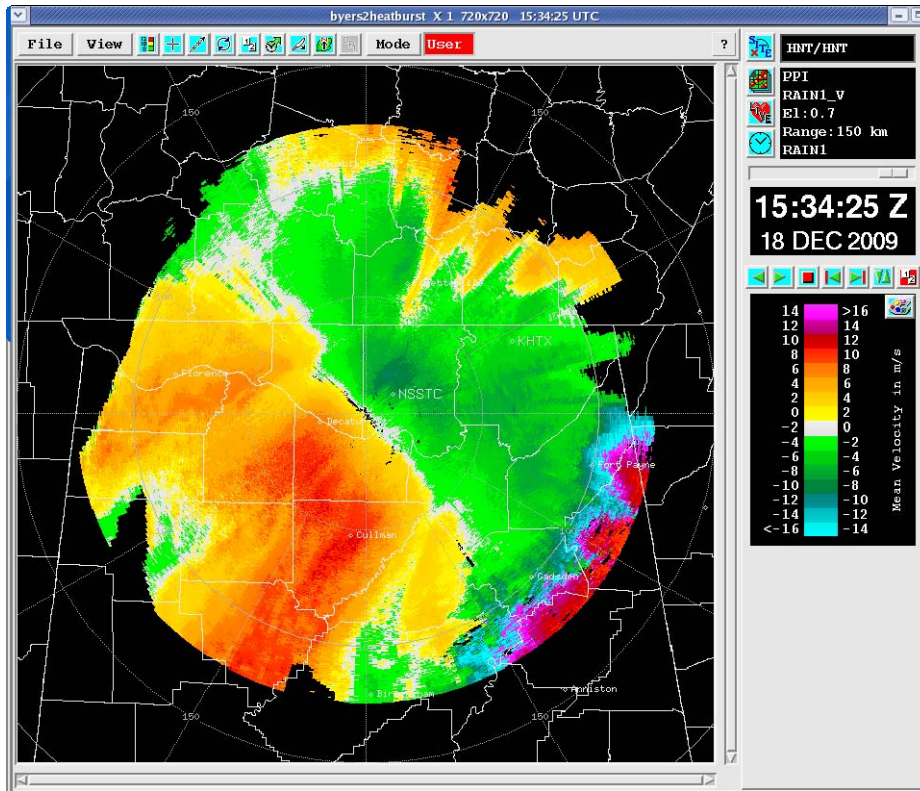 byers2heatburst X 1 720x720 15:34:25 UTC
File View Mode User ?
SITE
HNT/HNT
PPI
RAIN1_V
El:0.7
Range:150 km
RAIN1
15:34:25 Z
18 DEC 2009
14 >16
12 14
10 12
8 10
6 8
4 6
2 4
0 2
-2 0
-4 -2
-6 -4
-8 -6
-10 -8
-12 -10
-14 -12
<-16 -14
Mean Velocity in m/s
150
150
100
KHTX
Florence
NSSTC
Decatur
Fort Payne
Cullman
Gadsden
Birmingham
Anniston
150
150